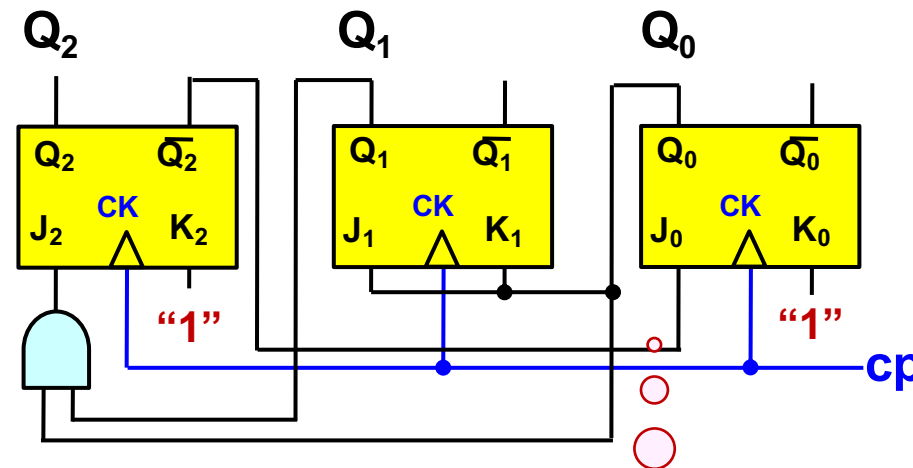 Q₂ Q₁ Q₀
Q₂ Q̅₂ Q₁ Q̅₁ Q₀ Q̅₀
CK CK CK
J₂ K₂ J₁ K₁ J₀ K₀
“1” “1”
cp